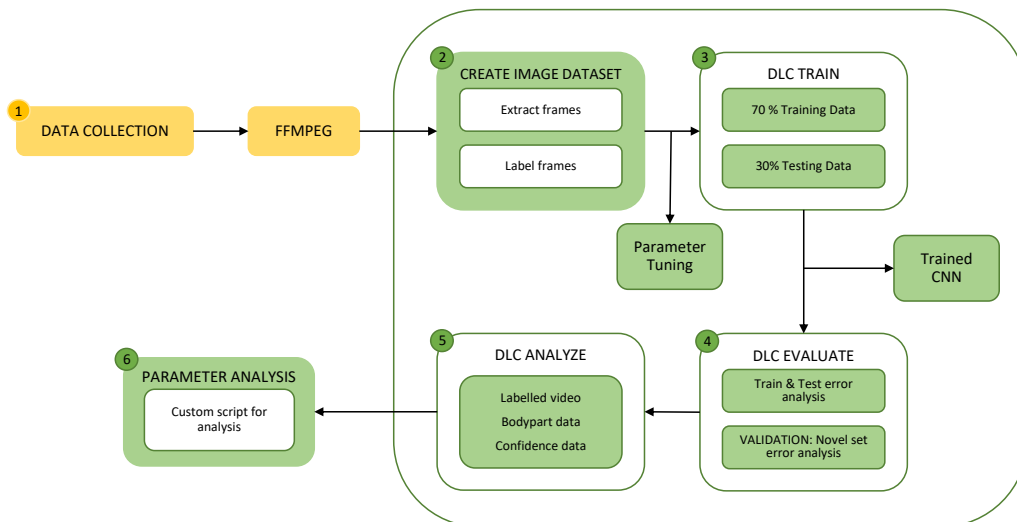 1
DATA COLLECTION
FFMPEG
2
CREATE IMAGE DATASET
Extract frames
Label frames
3
DLC TRAIN
70 % Training Data
30% Testing Data
Parameter
Tuning
Trained
CNN
4
DLC EVALUATE
Train & Test error
analysis
VALIDATION: Novel set
error analysis
5
DLC ANALYZE
Labelled video
Bodypart data
Confidence data
6
PARAMETER ANALYSIS
Custom script for
analysis